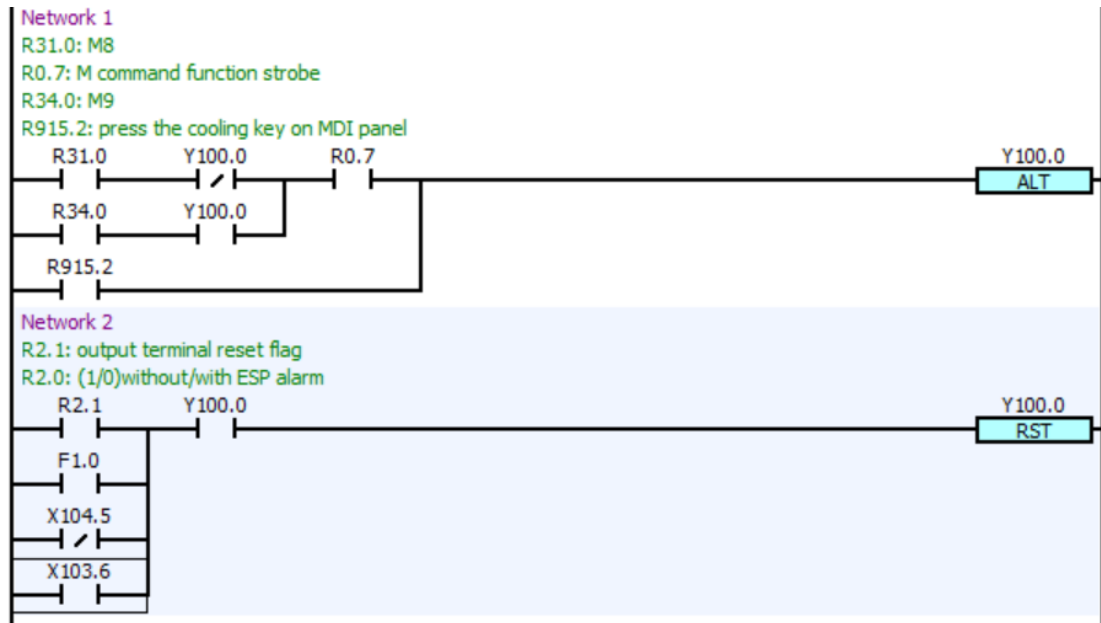 Network 1
R31.0: M8
R0.7: M command function strobe
R34.0: M9
R915.2: press the cooling key on MDI panel
R31.0 Y100.0 R0.7 Y100.0
ALT
R34.0 Y100.0
R915.2
Network 2
R2.1: output terminal reset flag
R2.0: (1/0)without/with ESP alarm
R2.1 Y100.0 Y100.0
RST
F1.0
X104.5
X103.6